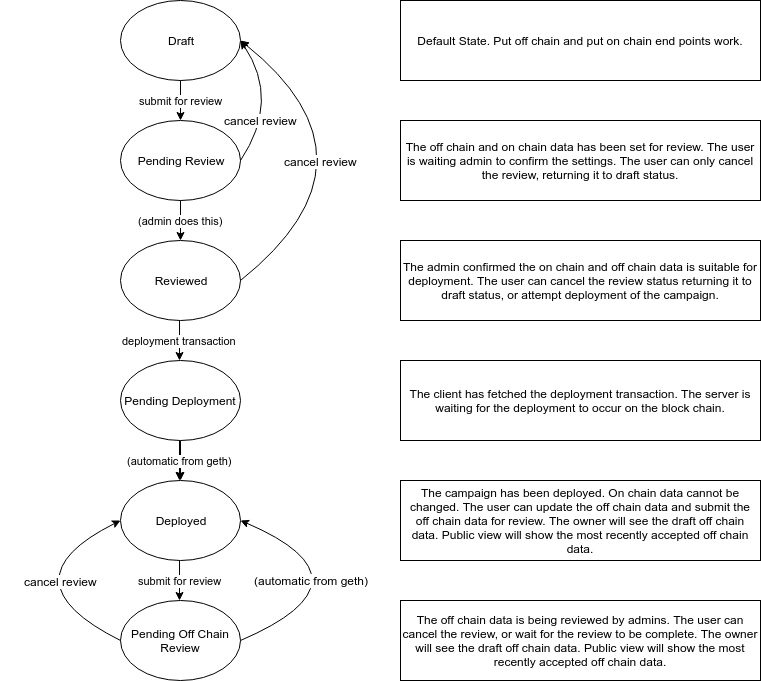 Draft
Default State. Put off chain and put on chain end points work.
submit for review
cancel review
Pending Review
The off chain and on chain data has been set for review. The user
is waiting admin to confirm the settings. The user can only cancel
the review, returning it to draft status.
cancel review
(admin does this)
Reviewed
The admin confirmed the on chain and off chain data is suitable for
deployment. The user can cancel the review status returning it to
draft status, or attempt deployment of the campaign.
deployment transaction
Pending Deployment
The client has fetched the deployment transaction. The server is
waiting for the deployment to occur on the block chain.
(automatic from geth)
Deployed
The campaign has been deployed. On chain data cannot be
changed. The user can update the off chain data and submit the
off chain data for review. The owner will see the draft off chain
data. Public view will show the most recently accepted off chain
data.
cancel review
submit for review
(automatic from geth)
Pending Off Chain
Review
The off chain data is being reviewed by admins. The user can
cancel the review, or wait for the review to be complete. The owner
will see the draft off chain data. Public view will show the most
recently accepted off chain data.